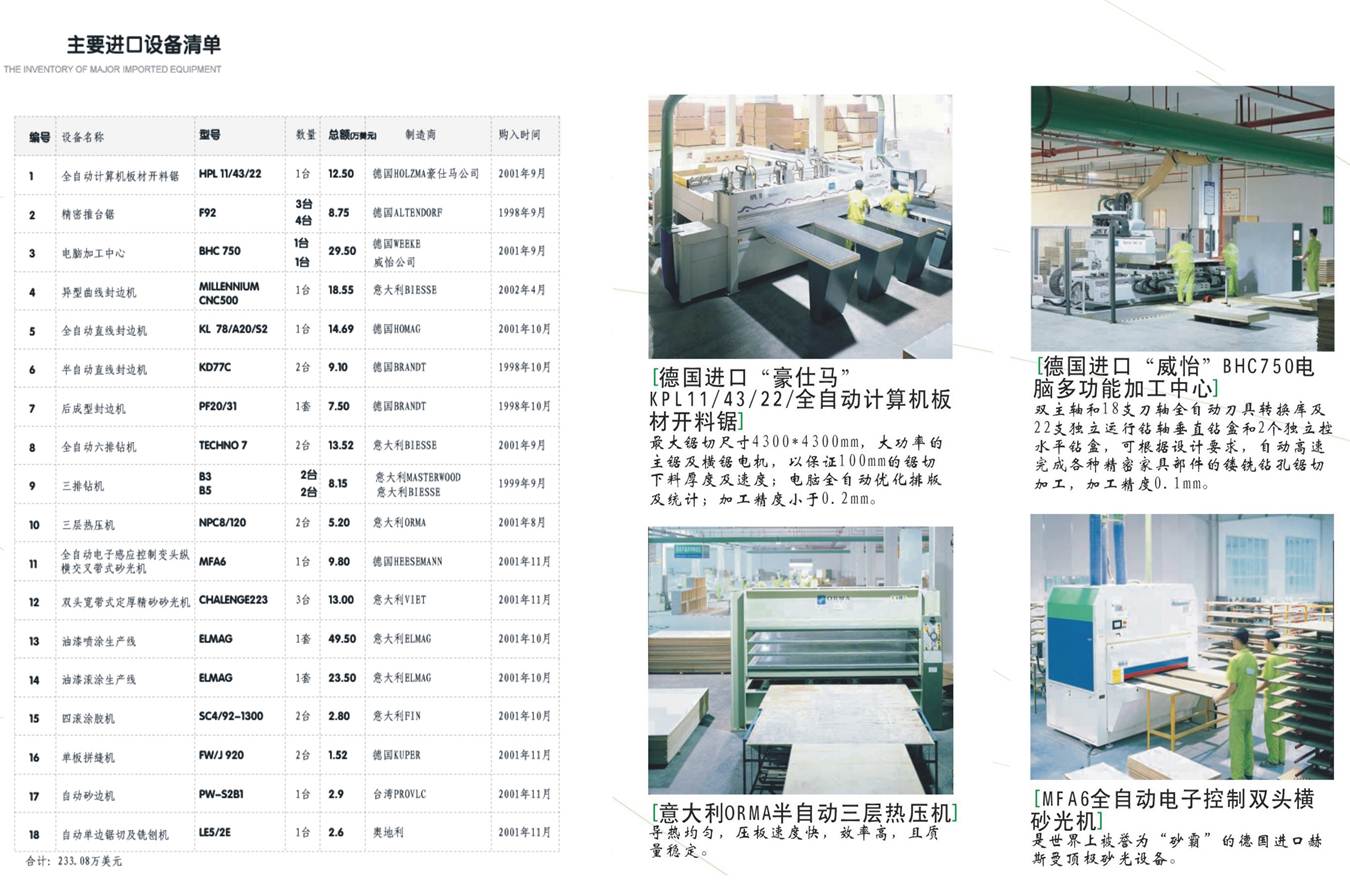 主要进口设备清单
THE INVENTORY OF MAJOR IMPORTED EQUIPMENT
编号 设备名称 型号 数量 总额(万美元) 制造商 购入时间
1 全自动计算机板材开料锯 HPL 11/43/22 1台 12.50 德国HOLZMA豪仕马公司 2001年9月
2 精密推台锯 F92 3台 4台 8.75 德国ALTENDORF 1998年9月
3 电脑加工中心 BHC 750 1台 1台 29.50 德国WEEKE 威怡公司 2001年9月
4 异型曲线封边机 MILLENNIUM CNC500 1台 18.55 意大利BIESSE 2002年4月
5 全自动直线封边机 KL 78/A20/S2 1台 14.69 德国HOMAG 2001年10月
6 半自动直线封边机 KD77C 2台 9.10 德国BRANDT 1998年10月
7 后成型封边机 PF20/31 1套 7.50 德国BRANDT 1998年10月
8 全自动六排钻机 TECHNO 7 2台 13.52 意大利BIESSE 2001年9月
9 三排钻机 B3 B5 2台 2台 8.15 意大利MASTERWOOD 意大利BIESSE 1999年9月
10 三层热压机 NPC8/120 2台 5.20 意大利ORMA 2001年8月
11 全自动电子感应控制变头纵横交叉带式砂光机 MFA6 1台 9.80 德国HEESEMANN 2001年11月
12 双头宽带式定厚精砂砂光机 CHALENGE223 3台 13.00 意大利VIET 2001年11月
13 油漆喷涂生产线 ELMAG 1套 49.50 意大利ELMAG 2001年10月
14 油漆滚涂生产线 ELMAG 1套 23.50 意大利ELMAG 2001年10月
15 四滚涂胶机 SC4/92-1300 2台 2.80 意大利FIN 2001年10月
16 单板拼缝机 FW/J 920 2台 1.52 德国KUPER 2001年11月
17 自动砂边机 PW-S2B1 1台 2.9 台湾PROVLC 2001年11月
18 自动单边锯切及铣刨机 LE5/2E 1台 2.6 奥地利 2001年11月
合计: 233.08万美元
[德国进口“豪仕马”
KPL11/43/22/全自动计算机板
材开料锯]
最大锯切尺寸4300*4300mm，大功率的
主锯及横锯电机，以保证100mm的锯切
下料厚度及速度；电脑全自动优化排版
及统计；加工精度小于0.2mm。
ORMA
[意大利ORMA半自动三层热压机]
导热均匀，压板速度快，效率高，且质
量稳定。
[德国进口“威怡”BHC750电
脑多功能加工中心]
双主轴和18支刀轴全自动刀具转换库及
22支独立运行钻轴垂直钻盒和2个独立控
水平钻盒，可根据设计要求，自动高速
完成各种精密家具部件的镂铣钻孔锯切
加工，加工精度0.1mm。
[MFA6全自动电子控制双头横
砂光机]
是世界上被誉为“砂霸”的德国进口赫
斯曼顶极砂光设备。